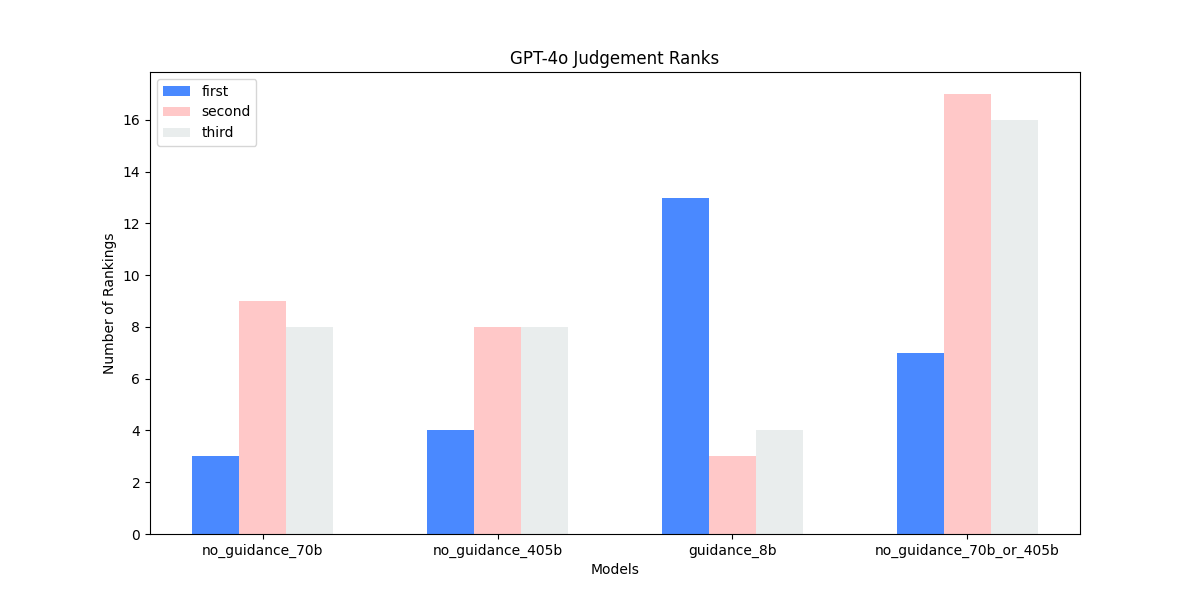 GPT-4o Judgement Ranks
first
second
third
16
14
12
10
8
6
4
2
0
Number of Rankings
no_guidance_70b
no_guidance_405b
guidance_8b
no_guidance_70b_or_405b
Models